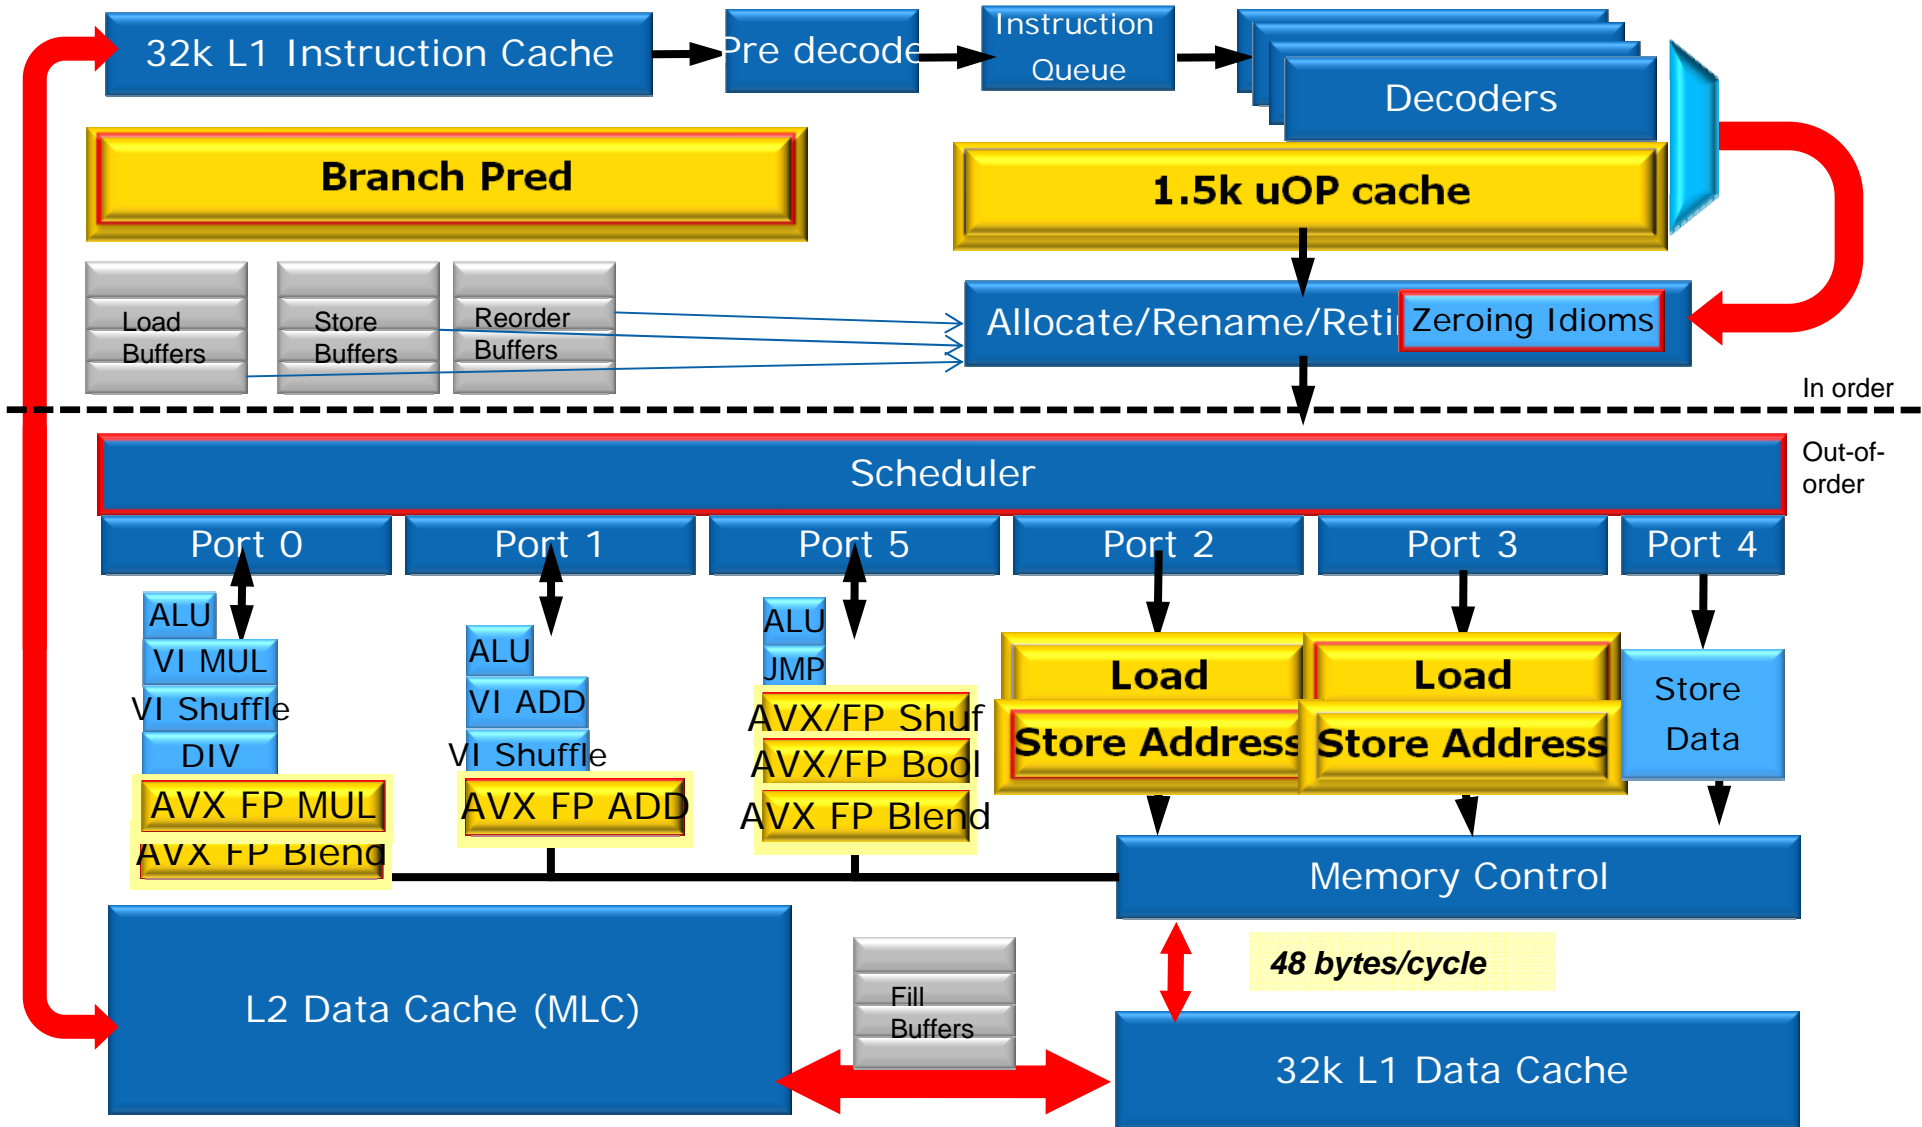 32k L1 Instruction Cache
Pre decode
Instruction
Queue
Decoders
Branch Pred
1.5k uOP cache
Load
Buffers
Store
Buffers
Reorder
Buffers
Allocate/Rename/Reti
Zeroing Idioms
In order
Out-of-
order
Scheduler
Port 0
Port 1
Port 5
Port 2
Port 3
Port 4
ALU
VI MUL
VI Shuffle
DIV
AVX FP MUL
AVX FP Blend
ALU
VI ADD
VI Shuffle
AVX FP ADD
ALU
JMP
AVX/FP Shuf
AVX/FP Bool
AVX FP Blend
Load
Store Address
Load
Store Address
Store
Data
Memory Control
48 bytes/cycle
L2 Data Cache (MLC)
Fill
Buffers
32k L1 Data Cache